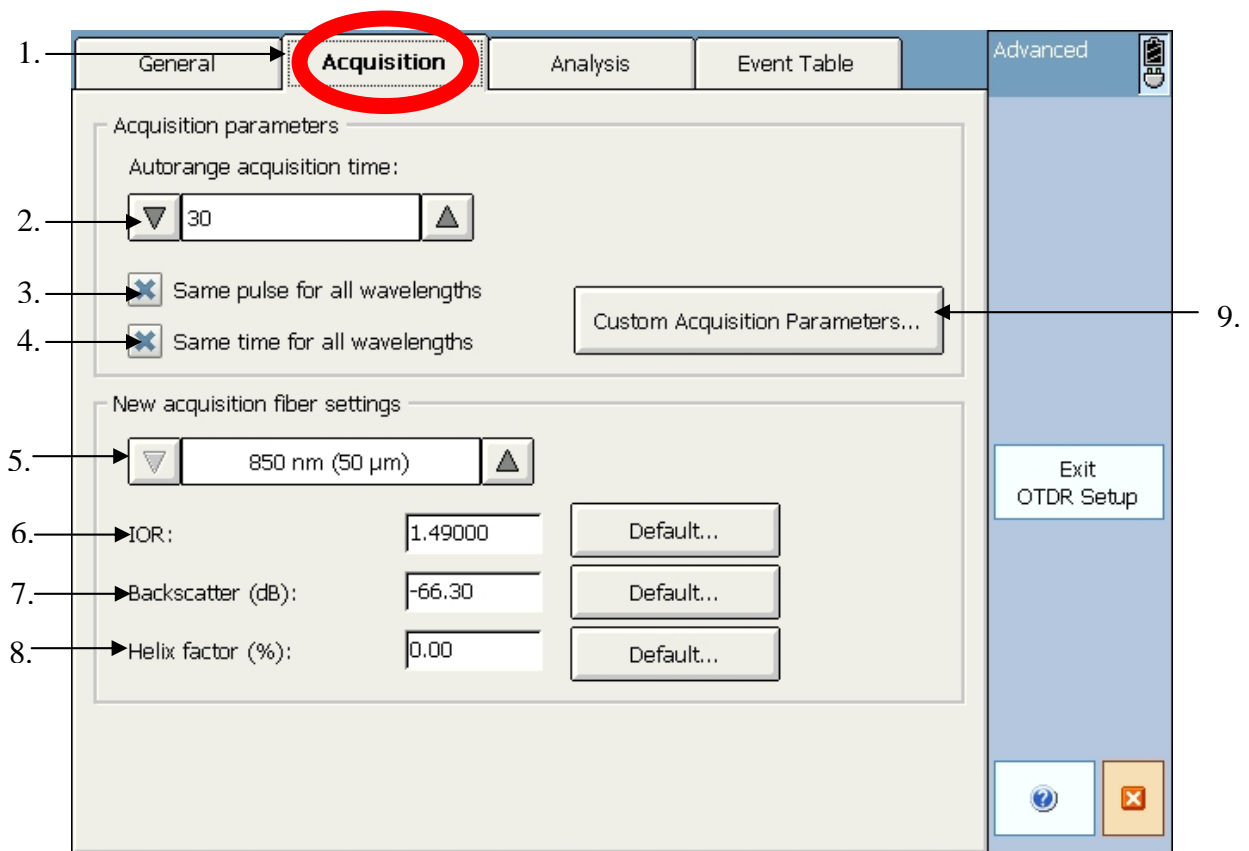 1.
General
Acquisition
Analysis
Event Table
Advanced
Acquisition parameters
Autorange acquisition time:
2.
30
3.
Same pulse for all wavelengths
4.
Same time for all wavelengths
Custom Acquisition Parameters...
9.
New acquisition fiber settings
5.
850 nm (50 µm)
Exit
OTDR Setup
6.
IOR:
1.49000
Default...
7.
Backscatter (dB):
-66.30
Default...
8.
Helix factor (%):
0.00
Default...
?